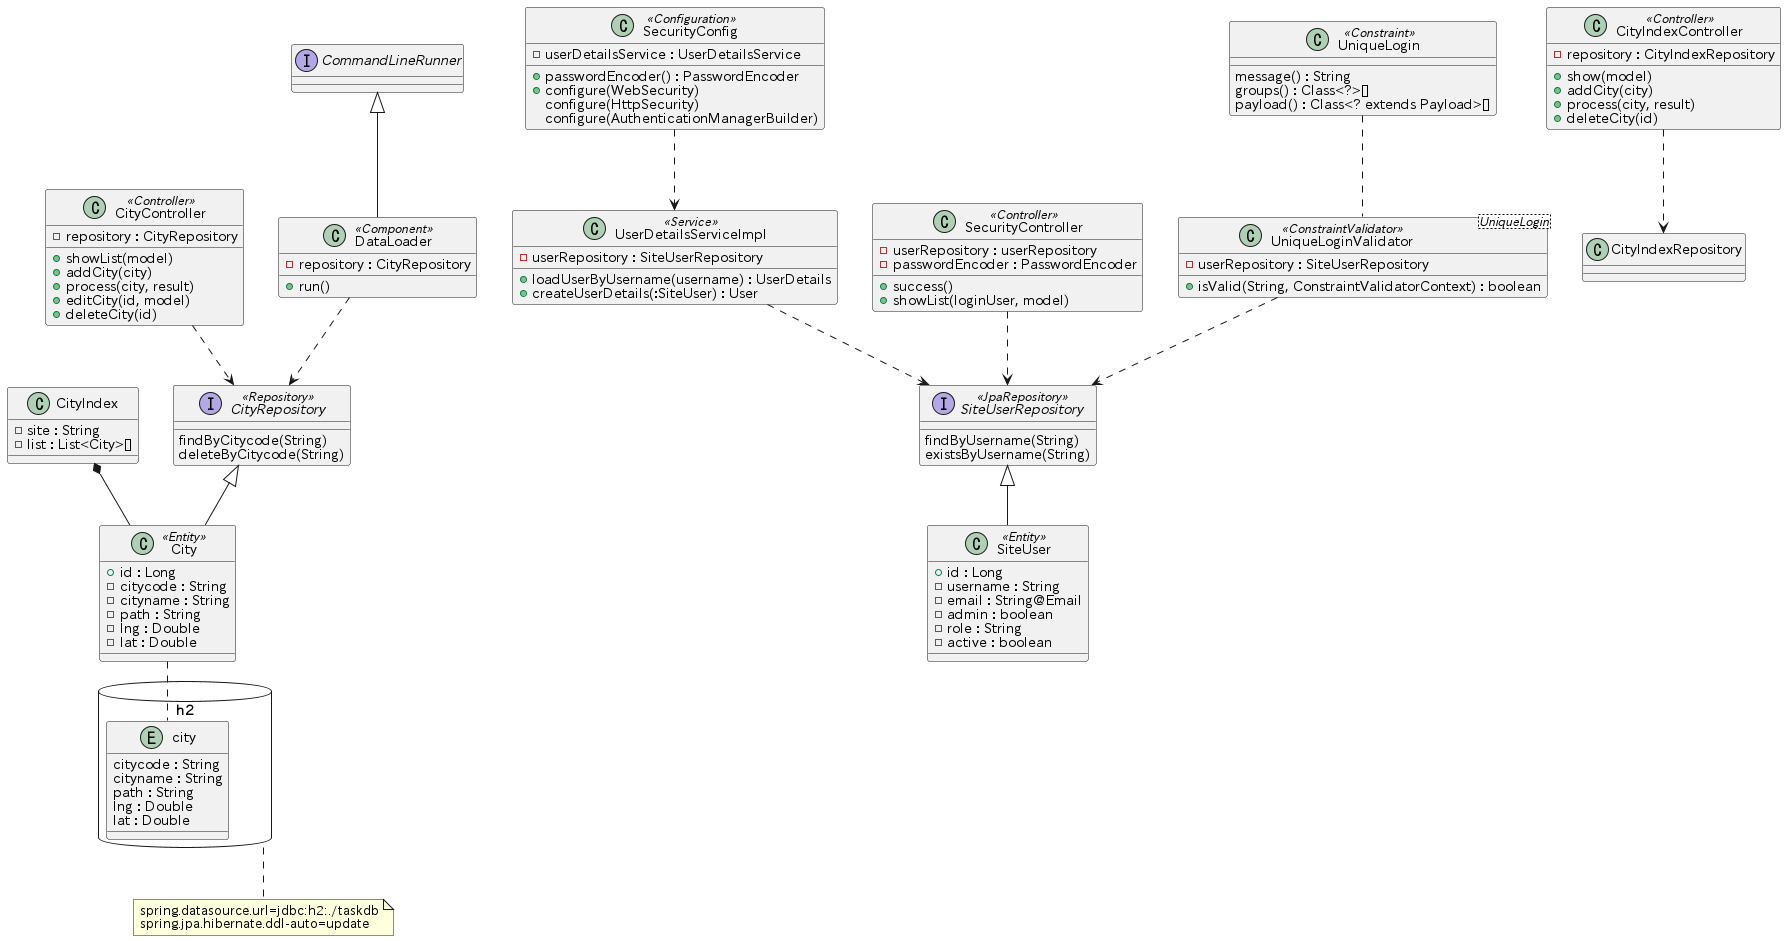 I CommandLineRunner
C «Configuration»
SecurityConfig
userDetailsService : UserDetailsService
passwordEncoder() : PasswordEncoder
configure(WebSecurity)
configure(HttpSecurity)
configure(AuthenticationManagerBuilder)
C «Constraint»
UniqueLogin
message() : String
groups() : Class<?>[]
payload() : Class<? extends Payload>[]
C «Controller»
CityIndexController
repository : CityIndexRepository
show(model)
addCity(city)
process(city, result)
deleteCity(id)
C «Controller»
CityController
repository : CityRepository
showList(model)
addCity(city)
process(city, result)
editCity(id, model)
deleteCity(id)
C «Component»
DataLoader
repository : CityRepository
run()
C «Service»
UserDetailsServiceImpl
userRepository : SiteUserRepository
loadUserByUsername(username) : UserDetails
createUserDetails(:SiteUser) : User
C «Controller»
SecurityController
userRepository : userRepository
passwordEncoder : PasswordEncoder
success()
showList(loginUser, model)
UniqueLogin
C «ConstraintValidator»
UniqueLoginValidator
userRepository : SiteUserRepository
isValid(String, ConstraintValidatorContext) : boolean
C CityIndexRepository
C CityIndex
site : String
list : List<City>[]
I «Repository»
CityRepository
findByCitycode(String)
deleteByCitycode(String)
I «JpaRepository»
SiteUserRepository
findByUsername(String)
existsByUsername(String)
C «Entity»
City
id : Long
citycode : String
cityname : String
path : String
lng : Double
lat : Double
C «Entity»
SiteUser
id : Long
username : String
email : String@Email
admin : boolean
role : String
active : boolean
h2
E city
citycode : String
cityname : String
path : String
lng : Double
lat : Double
spring.datasource.url=jdbc:h2:./taskdb
spring.jpa.hibernate.ddl-auto=update